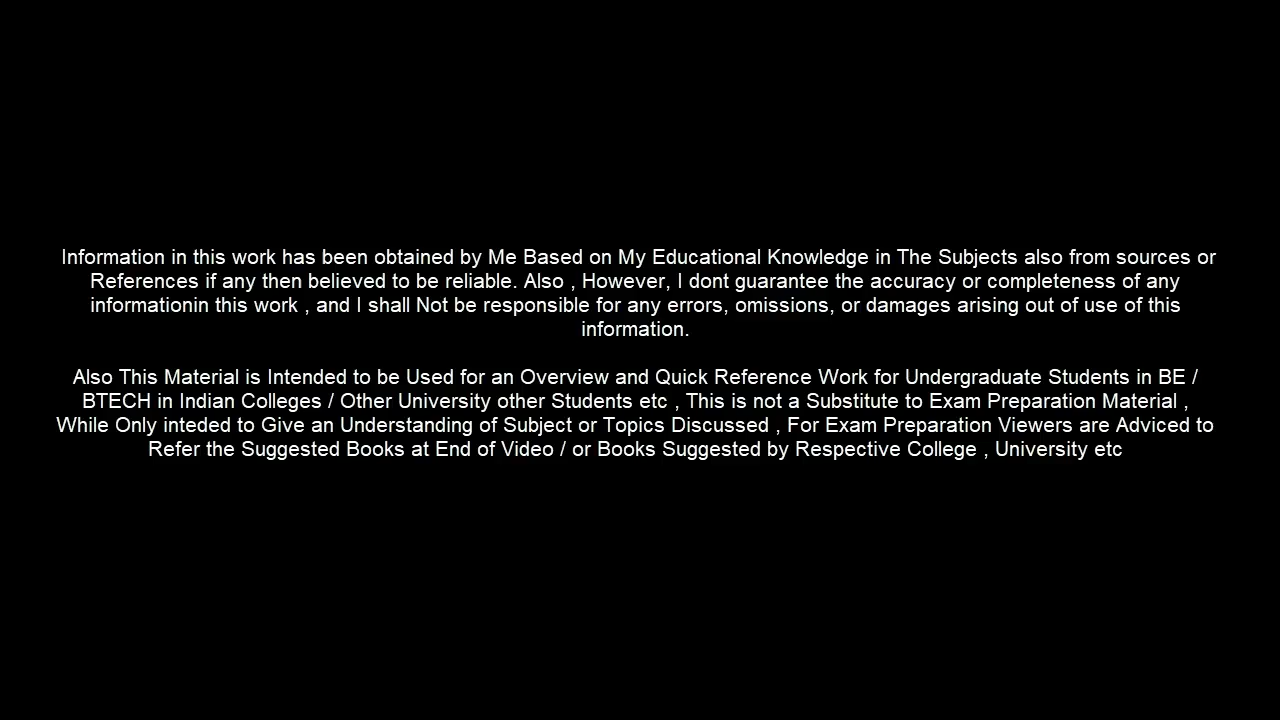 Information in this work has been obtained by Me Based on My Educational Knowledge in The Subjects also from sources or
References if any then believed to be reliable. Also , However, I dont guarantee the accuracy or completeness of any
informationin this work , and I shall Not be responsible for any errors, omissions, or damages arising out of use of this
information.
Also This Material is Intended to be Used for an Overview and Quick Reference Work for Undergraduate Students in BE /
BTECH in Indian Colleges / Other University other Students etc , This is not a Substitute to Exam Preparation Material ,
While Only inteded to Give an Understanding of Subject or Topics Discussed , For Exam Preparation Viewers are Adviced to
Refer the Suggested Books at End of Video / or Books Suggested by Respective College , University etc